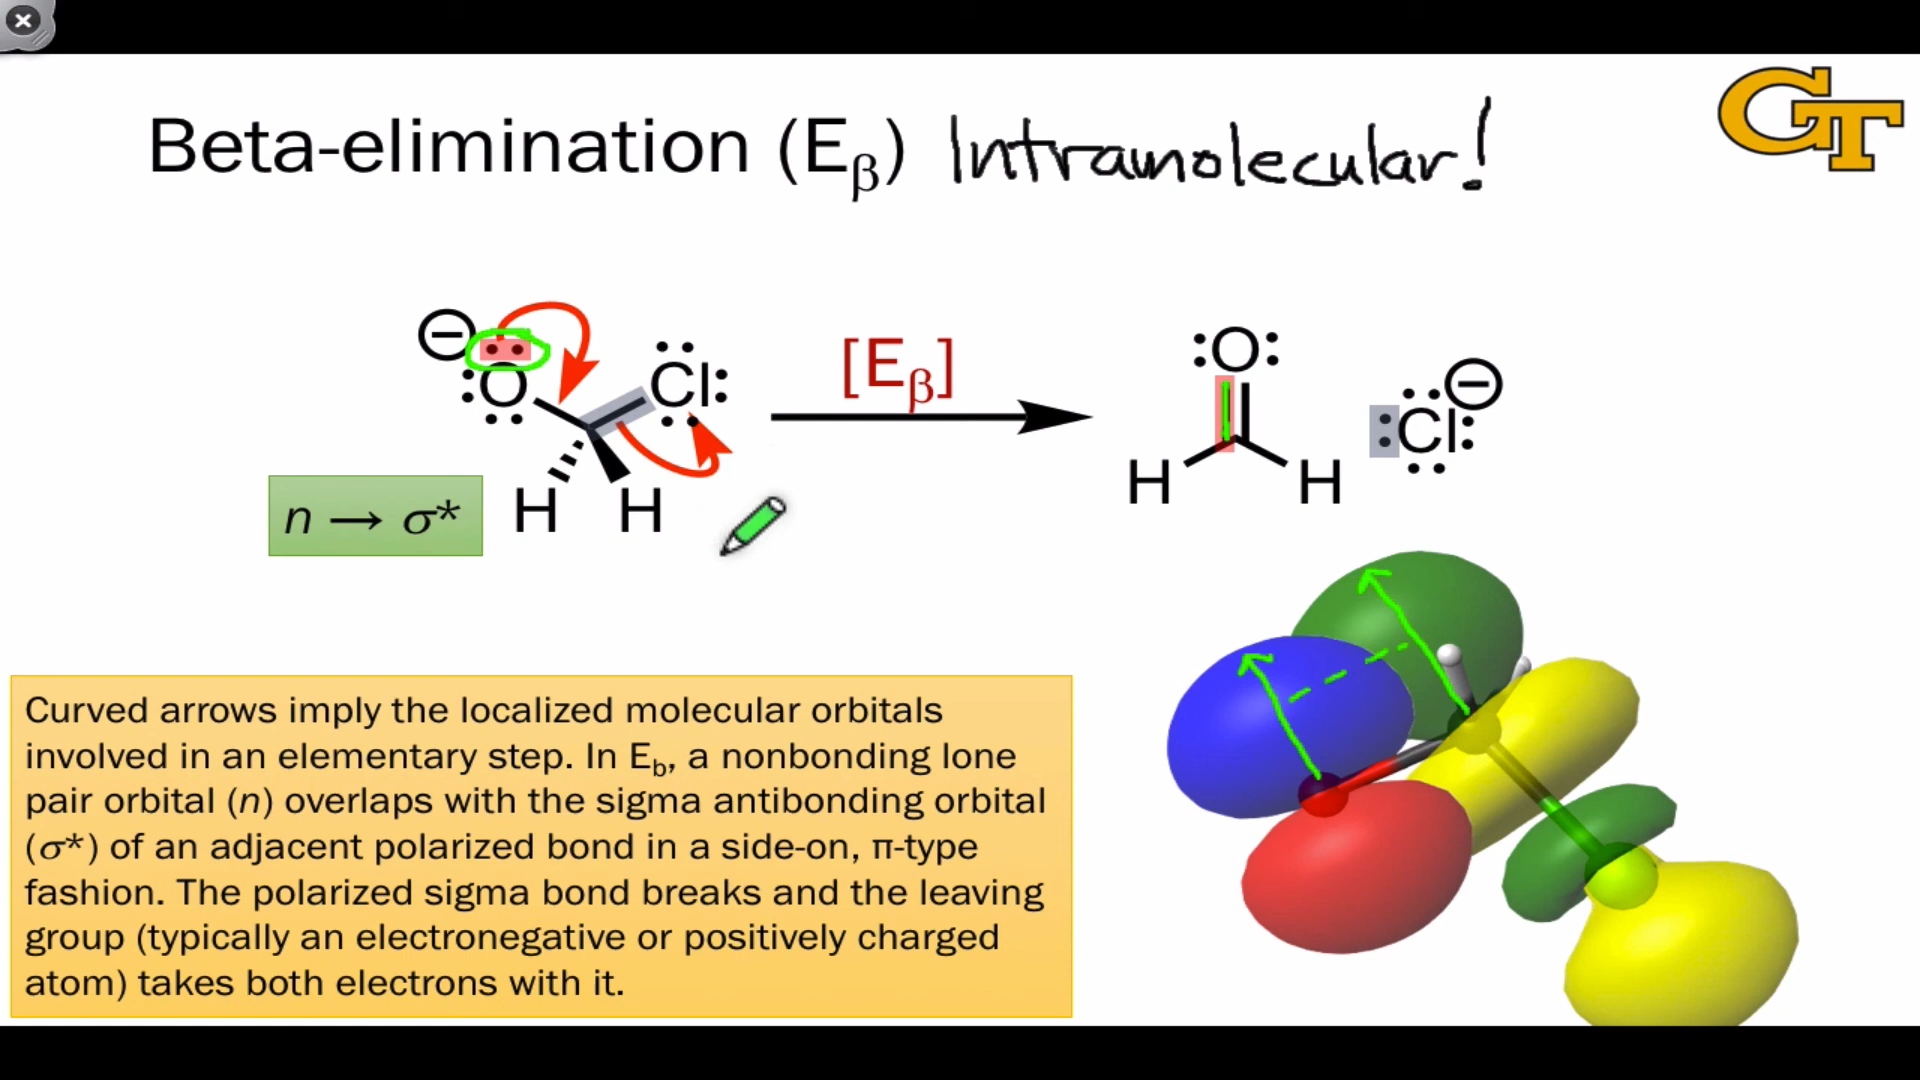 Beta-elimination (Eβ) Intramolecular!
GT
[Eβ]
⊖
:O:
Cl:
H H
:O:
H H
:Cl: ⊖
n → σ*
Curved arrows imply the localized molecular orbitals
involved in an elementary step. In Eb, a nonbonding lone
pair orbital (n) overlaps with the sigma antibonding orbital
(σ*) of an adjacent polarized bond in a side-on, π-type
fashion. The polarized sigma bond breaks and the leaving
group (typically an electronegative or positively charged
atom) takes both electrons with it.